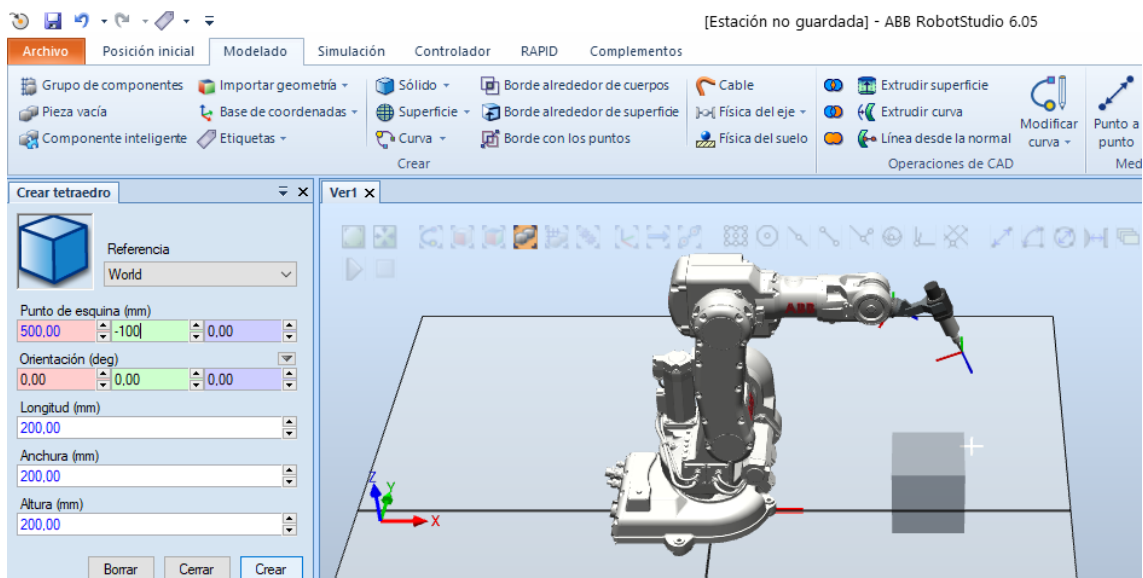 [Estación no guardada] - ABB RobotStudio 6.05
Archivo Posición inicial Modelado Simulación Controlador RAPID Complementos
Grupo de componentes Importar geometría Sólido Borde alrededor de cuerpos Cable Extrudir superficie
Pieza vacía Base de coordenadas Superficie Borde alrededor de superficie Física del eje Extrudir curva Modificar Punto a
Componente inteligente Etiquetas Curva Borde con los puntos Física del suelo Línea desde la normal curva punto
Crear Operaciones de CAD Med
Crear tetraedro Ver1
Referencia
World
Punto de esquina (mm)
500,00 -100 0,00
Orientación (deg)
0,00 0,00 0,00
Longitud (mm)
200,00
Anchura (mm)
200,00
Altura (mm)
200,00
Borrar Cerrar Crear
ABB
Z
Y
X